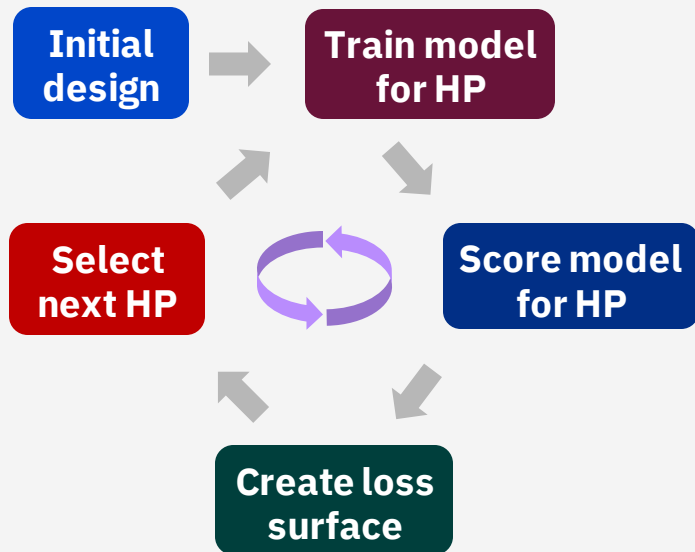 Initial
design
Train model
for HP
Select
next HP
Score model
for HP
Create loss
surface